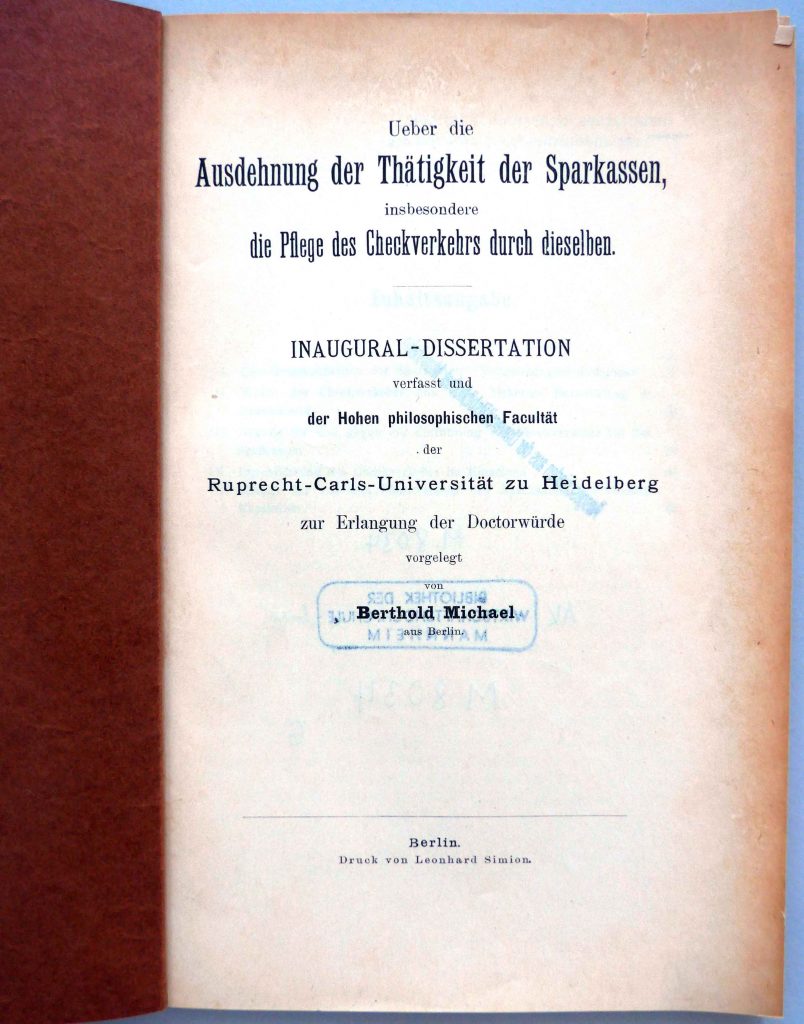 Ueber die
Ausdehnung der Thätigkeit der Sparkassen,
insbesondere
die Pflege des Checkverkehrs durch dieselben.
INAUGURAL-DISSERTATION
verfasst und
der Hohen philosophischen Facultät
der
Ruprecht-Carls-Universität zu Heidelberg
zur Erlangung der Doctorwürde
vorgelegt
von
Berthold Michael
aus Berlin.
BIBLIOTHEK DER
MANNHEIM
Berlin.
Druck von Leonhard Simion.